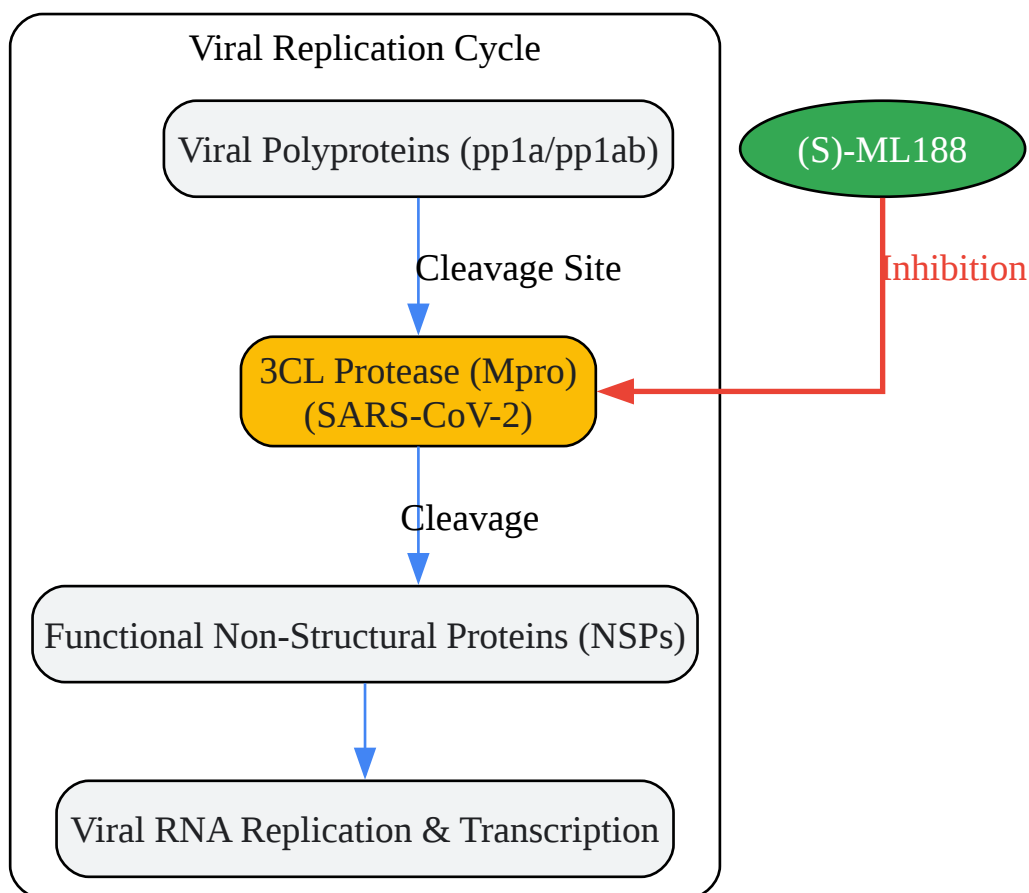 Viral Replication Cycle
Viral Polyproteins (pp1a/pp1ab)
(S)-ML188
Cleavage Site
Inhibition
3CL Protease (Mpro)
(SARS-CoV-2)
Cleavage
Functional Non-Structural Proteins (NSPs)
Viral RNA Replication & Transcription